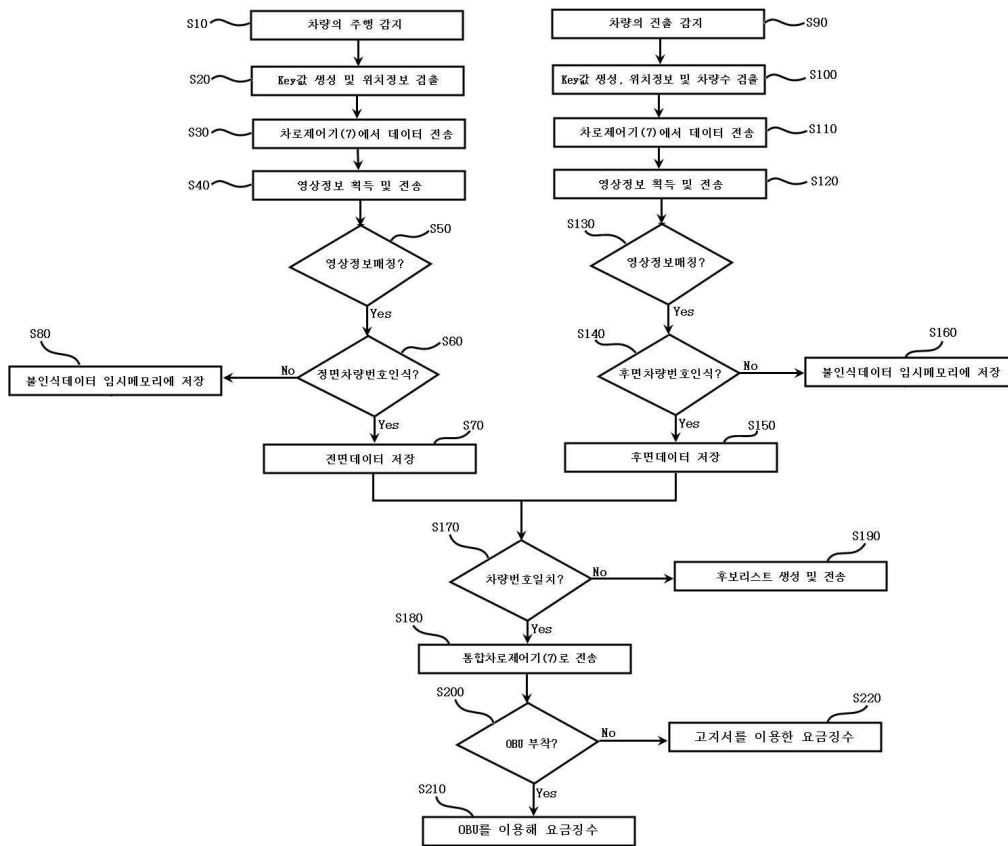 S10
차량의 주행 감지
S20
Key값 생성 및 위치정보 검출
S30
차로제어기(7)에서 데이터 전송
S40
영상정보 획득 및 전송
S50
영상정보매칭?
Yes
S60
정면차량번호인식?
No
S80
불인식데이터 임시메모리에 저장
Yes
S70
전면데이터 저장
S90
차량의 진출 감지
S100
Key값 생성, 위치정보 및 차량수 검출
S110
차로제어기(7)에서 데이터 전송
S120
영상정보 획득 및 전송
S130
영상정보매칭?
Yes
S140
후면차량번호인식?
No
S160
불인식데이터 임시메모리에 저장
Yes
S150
후면데이터 저장
S170
차량번호일치?
No
S190
후보리스트 생성 및 전송
Yes
S180
통합차로제어기(7)로 전송
S200
OBU 부착?
No
S220
고지서를 이용한 요금징수
Yes
S210
OBU를 이용해 요금징수